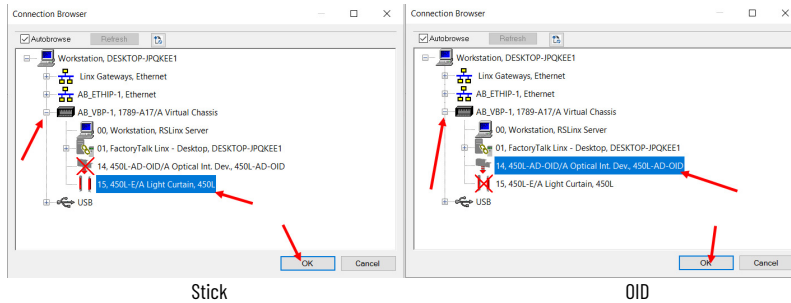 Connection Browser
Autobrowse Refresh
Workstation, DESKTOP-JPQKEE1
Linx Gateways, Ethernet
AB_ETHIP-1, Ethernet
AB_VBP-1, 1789-A17/A Virtual Chassis
00, Workstation, RSLinx Server
01, FactoryTalk Linx - Desktop, DESKTOP-JPQKEE1
14, 450L-AD-OID/A Optical Int. Dev., 450L-AD-OID
15, 450L-E/A Light Curtain, 450L
USB
OK Cancel
Stick
Connection Browser
Autobrowse Refresh
Workstation, DESKTOP-JPQKEE1
Linx Gateways, Ethernet
AB_ETHIP-1, Ethernet
AB_VBP-1, 1789-A17/A Virtual Chassis
00, Workstation, RSLinx Server
01, FactoryTalk Linx - Desktop, DESKTOP-JPQKEE1
14, 450L-AD-OID/A Optical Int. Dev., 450L-AD-OID
15, 450L-E/A Light Curtain, 450L
USB
OK Cancel
OID